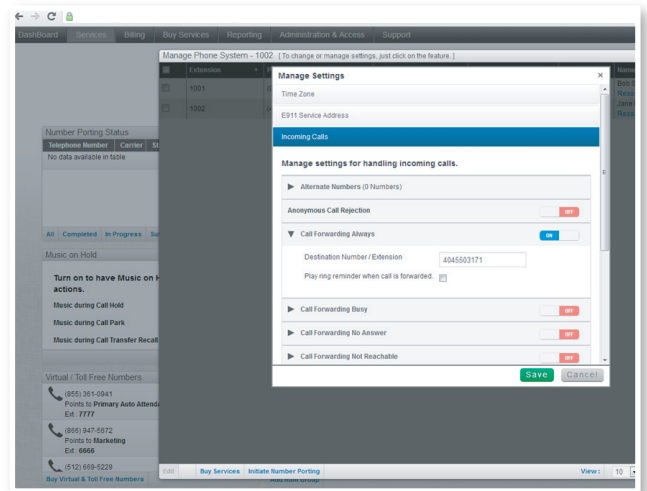 DashBoard Services Billing Buy Services Reporting Administration & Access Support
Manage Phone System - 1002 [ To change or manage settings, just click on the feature. ]
Extension
Name
1001
Bob S
1002
Jane
Number Porting Status
Telephone Number Carrier St
No data available in table
All Completed In Progress
Music on Hold
Turn on to have Music on H
actions.
Music during Call Hold
Music during Call Park
Music during Call Transfer Recall
Virtual / Toll Free Numbers
(855) 361-0941
Points to Primary Auto Attenda
Ext : 7777
(866) 947-5672
Points to Marketing
Ext : 6666
(512) 669-5229
Buy Virtual & Toll Free Numbers
Manage Settings ×
Time Zone
E911 Service Address
Incoming Calls
Manage settings for handling incoming calls.
Alternate Numbers (0 Numbers)
Anonymous Call Rejection OFF
Call Forwarding Always ON
Destination Number / Extension 4045503171
Play ring reminder when call is forwarded.
Call Forwarding Busy OFF
Call Forwarding No Answer OFF
Call Forwarding Not Reachable OFF
Save Cancel
Edit Buy Services Initiate Number Porting View : 10